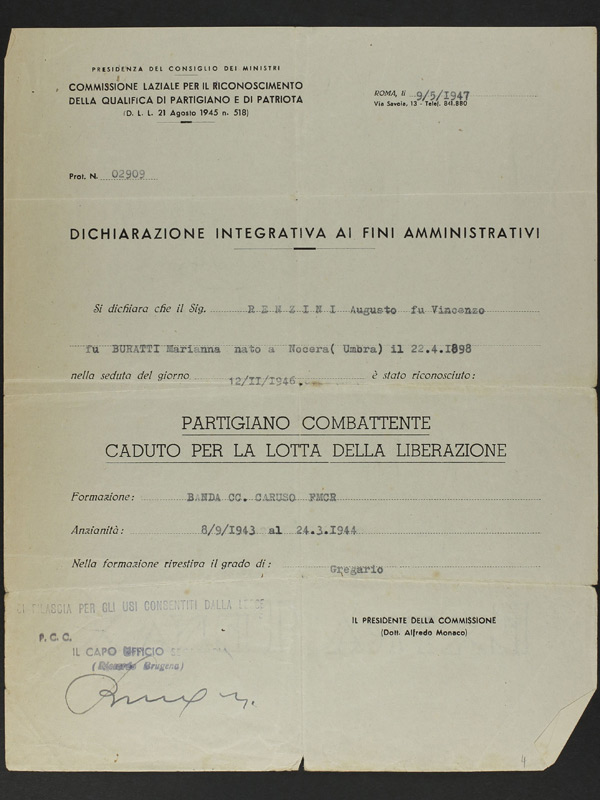 PRESIDENZA DEL CONSIGLIO DEI MINISTRI
COMMISSIONE LAZIALE PER IL RICONOSCIMENTO
DELLA QUALIFICA DI PARTIGIANO E DI PATRIOTA
(D. L. L. 21 Agosto 1945 n. 518)
ROMA, li 9/5/1947
Via Savoia, 13 - Telef. 841.880
Prot. N. 02909
DICHIARAZIONE INTEGRATIVA AI FINI AMMINISTRATIVI
Si dichiara che il Sig. R E N Z I N I Augusto fu Vincenzo
fu BURATTI Marianna nato a Nocera( Umbra) il 22.4.1898
nella seduta del giorno 12/II/1946. è stato riconosciuto:
PARTIGIANO COMBATTENTE
CADUTO PER LA LOTTA DELLA LIBERAZIONE
Formazione: BANDA CC. CARUSO FMCR
Anzianità: 8/9/1943 al 24.3.1944
Nella formazione rivestiva il grado di: Gregario
SI RILASCIA PER GLI USI CONSENTITI DALLA LEGGE
P. C. C.
IL CAPO UFFICIO
IL PRESIDENTE DELLA COMMISSIONE
(Dott. Alfredo Monaco)
4